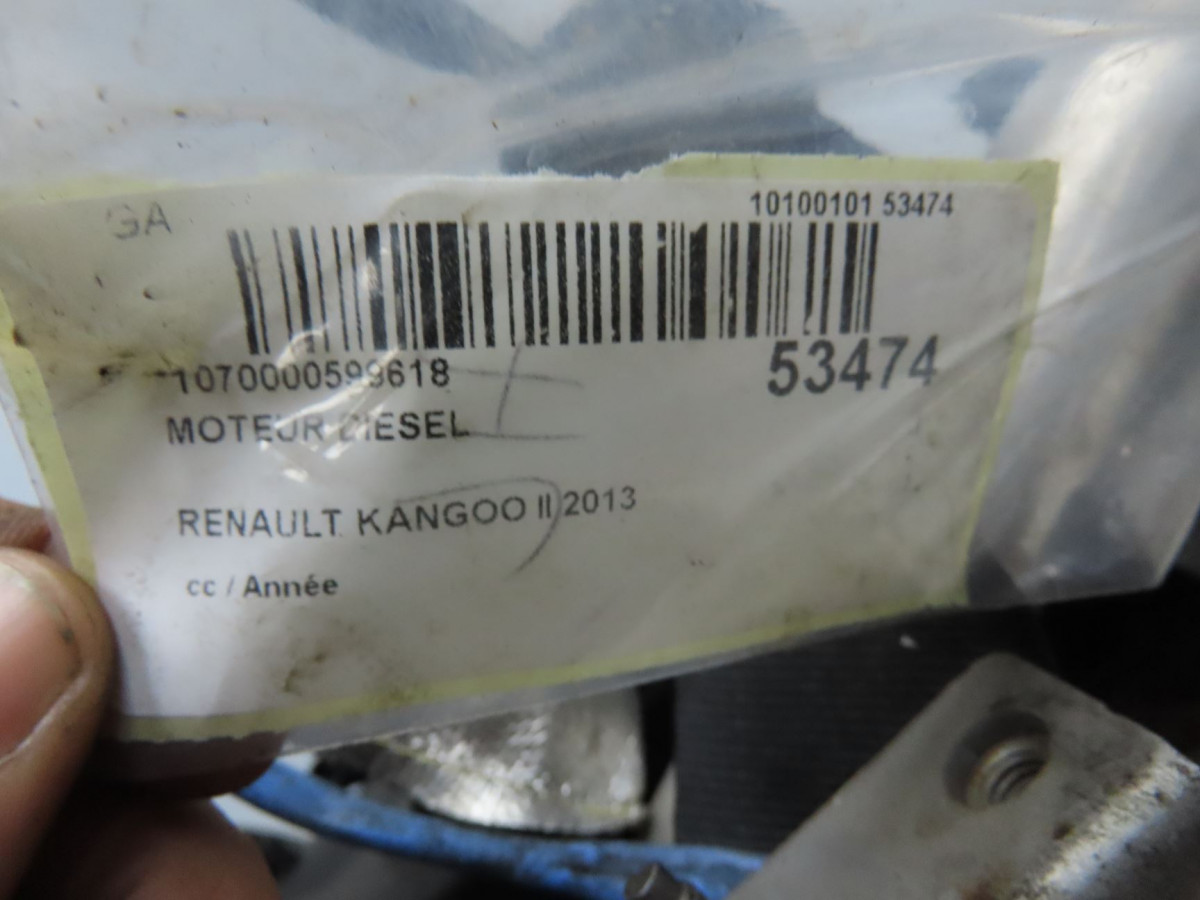 10100101 53474
GA
53474
1070000599618
MOTEUR DIESEL
RENAULT KANGOO II 2013
cc / Année